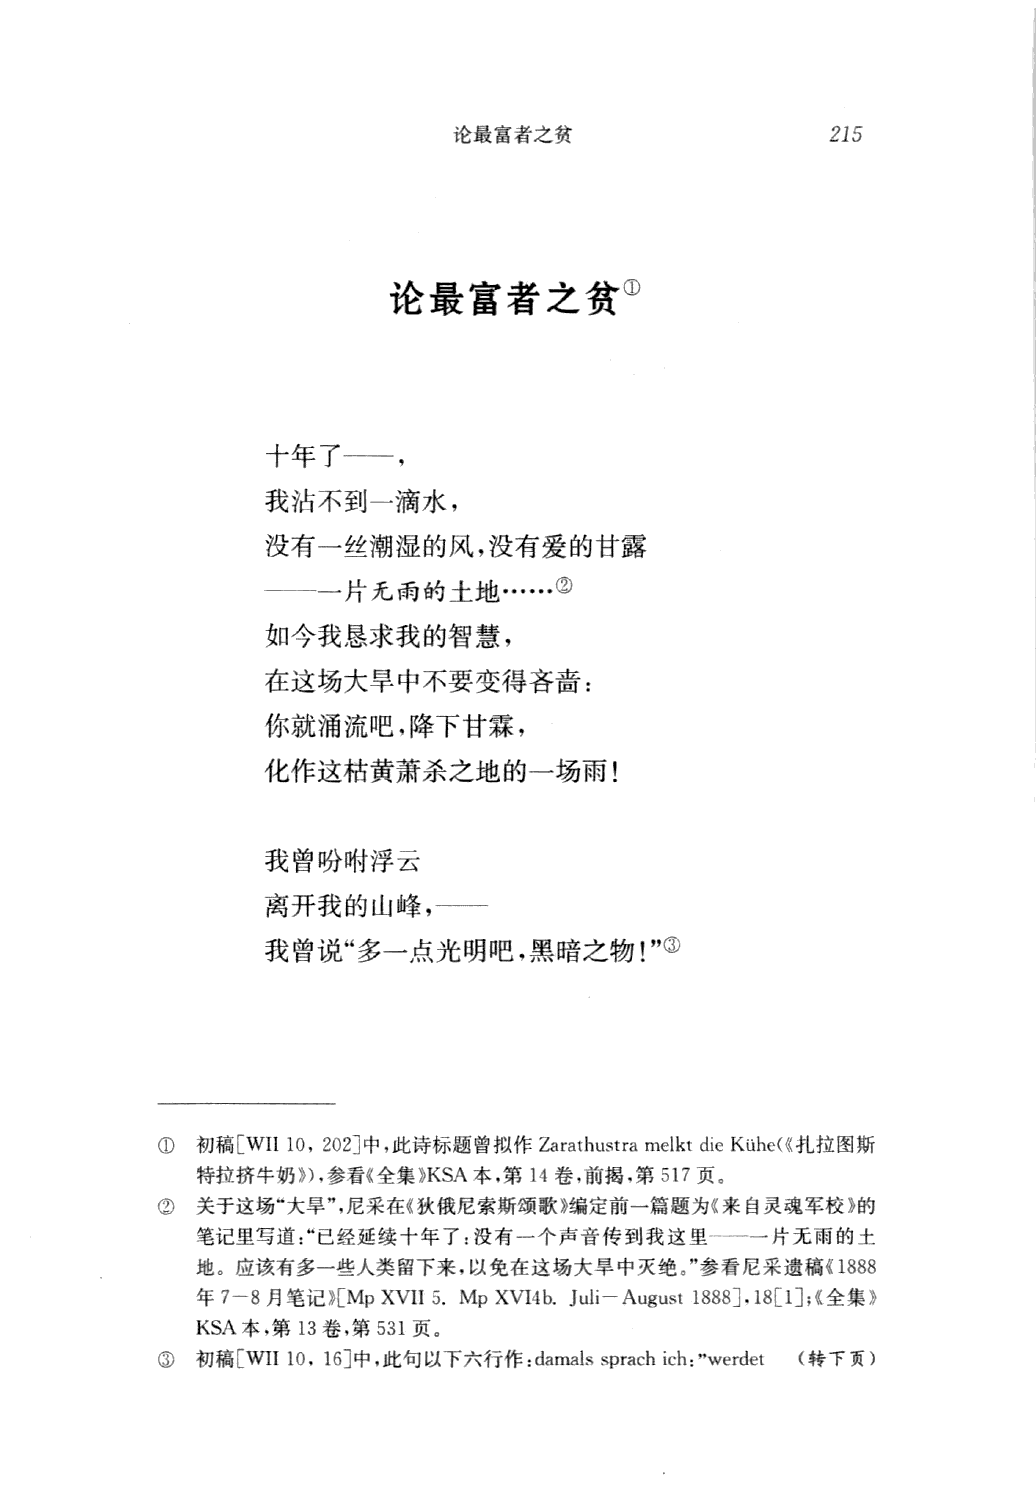 论最富者之贫 215
论最富者之贫①
十年了——，
我沾不到一滴水，
没有一丝潮湿的风，没有爱的甘露
——一片无雨的土地……②
如今我恳求我的智慧，
在这场大旱中不要变得吝啬：
你就涌流吧，降下甘霖，
化作这枯黄萧杀之地的一场雨！
我曾吩咐浮云
离开我的山峰，——
我曾说“多一点光明吧，黑暗之物！”③
① 初稿[WII 10，202]中，此诗标题曾拟作 Zarathustra melkt die Kühe(《扎拉图斯
特拉挤牛奶》)，参看《全集》KSA 本，第 14 卷，前揭，第 517 页。
② 关于这场“大旱”，尼采在《狄俄尼索斯颂歌》编定前一篇题为《来自灵魂军校》的
笔记里写道：“已经延续十年了：没有一个声音传到我这里——一片无雨的土
地。应该有多一些人类留下来，以免在这场大旱中灭绝。”参看尼采遗稿《1888
年 7－8 月笔记》[Mp XVII 5. Mp XVI4b. Juli－August 1888]，18[1]；《全集》
KSA 本，第 13 卷，第 531 页。
③ 初稿[WII 10，16]中，此句以下六行作：damals sprach ich：”werdet （转下页）